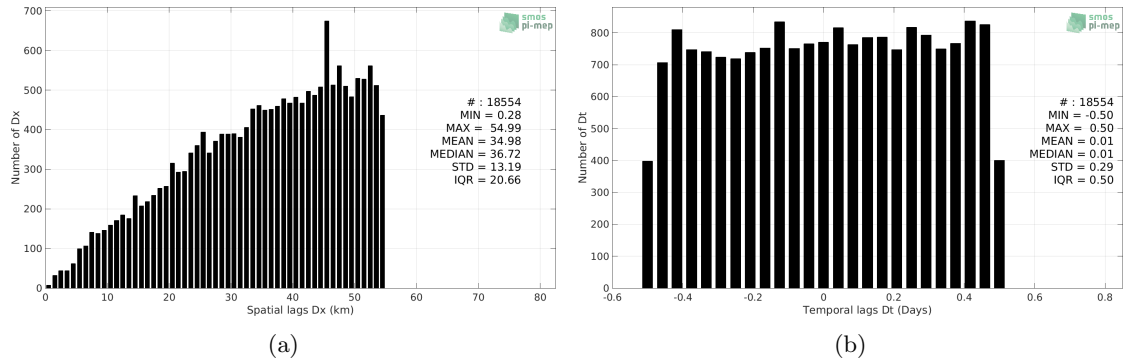 700
600
500
400
300
200
100
0
Number of Dx
smos
pi-mep
# : 18554
MIN = 0.28
MAX = 54.99
MEAN = 34.98
MEDIAN = 36.72
STD = 13.19
IQR = 20.66
0 10 20 30 40 50 60 70 80
Spatial lags Dx (km)
(a)
800
700
600
500
400
300
200
100
0
Number of Dt
smos
pi-mep
# : 18554
MIN = -0.50
MAX = 0.50
MEAN = 0.01
MEDIAN = 0.01
STD = 0.29
IQR = 0.50
-0.6 -0.4 -0.2 0 0.2 0.4 0.6 0.8
Temporal lags Dt (Days)
(b)